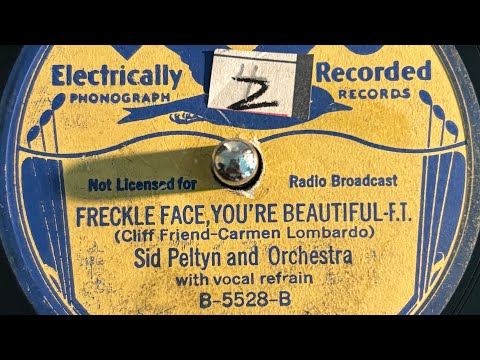 Electrically Recorded
PHONOGRAPH RECORDS
2
Not Licensed for Radio Broadcast
FRECKLE FACE, YOU'RE BEAUTIFUL-F.T.
(Cliff Friend-Carmen Lombardo)
Sid Peltyn and Orchestra
with vocal refrain
B-5528-B